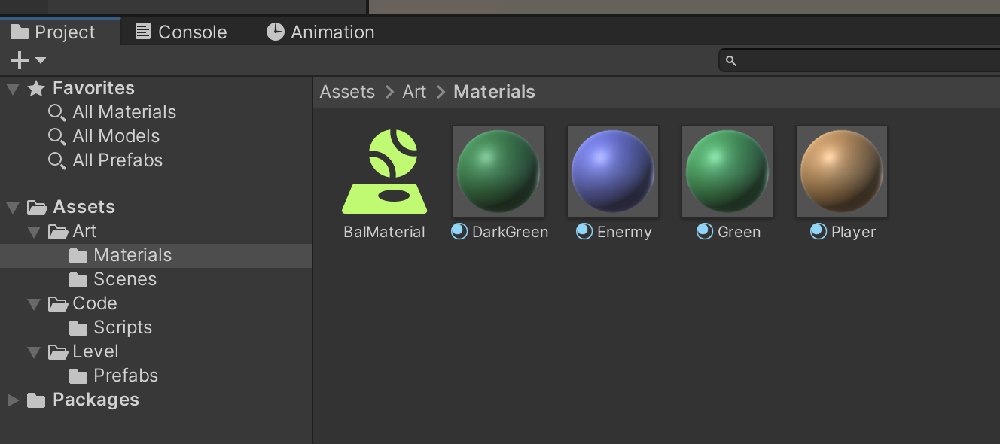 Project Console Animation
Favorites
All Materials
All Models
All Prefabs
Assets
Art
Materials
Scenes
Code
Scripts
Level
Prefabs
Packages
Assets > Art > Materials
BalMaterial DarkGreen Enermy Green Player